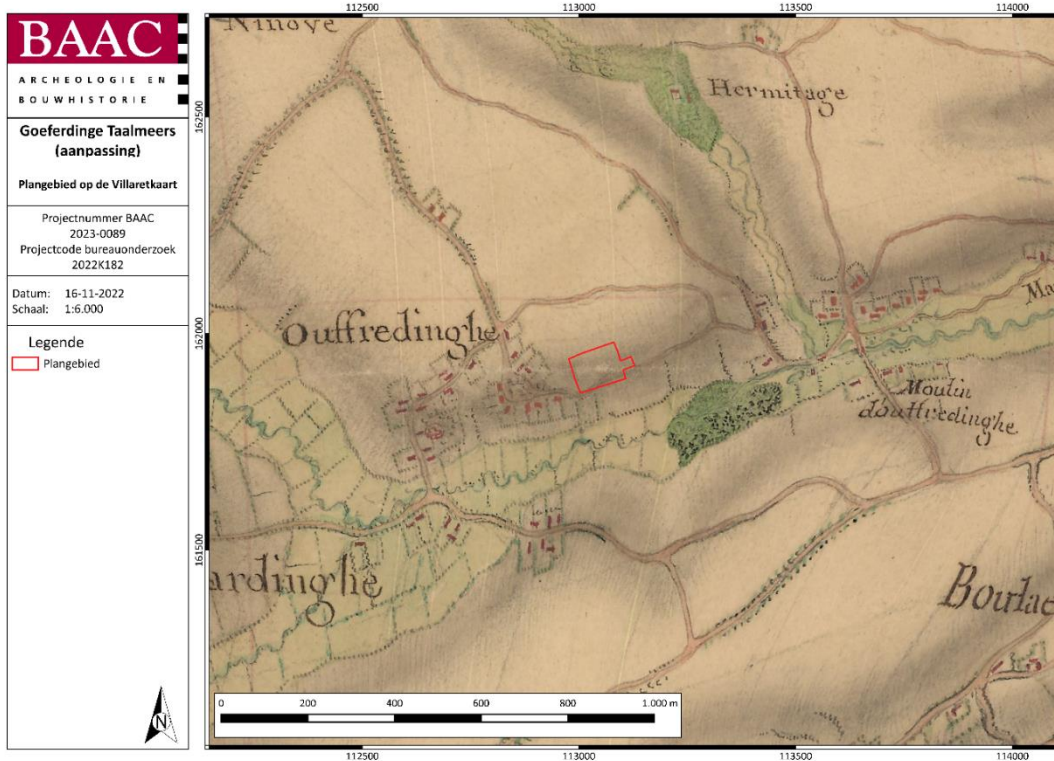 BAAC
ARCHEOLOGIE EN
BOUWHISTORIE
Goeferdinge Taalmeers
(aanpassing)
Plangebied op de Villaretkaart
Projectnummer BAAC
2023-0089
Projectcode bureauonderzoek
2022K182
Datum: 16-11-2022
Schaal: 1:6.000
Legende
Plangebied
N
112500 113000 113500 114000
162500
162000
161500
Ninove
Hermitage
Ouffredinghe
Ma
Moulin
d'ouffredinghe
ardinghe
Boulae
0 200 400 600 800 1.000 m
112500 113000 113500 114000